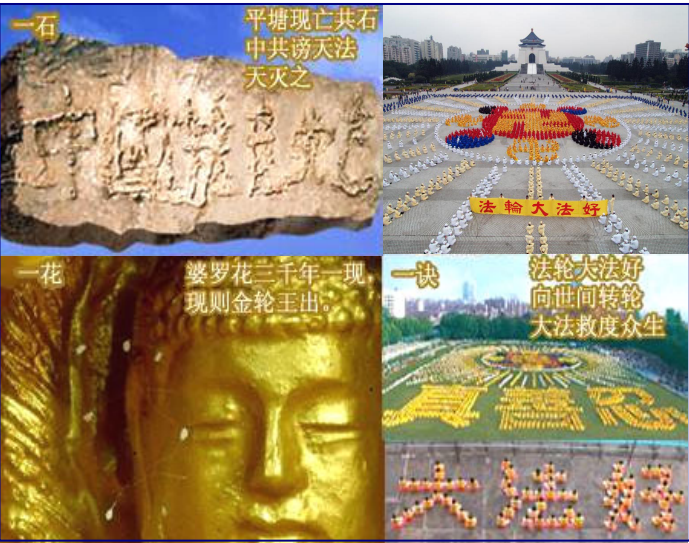 一石
平塘现亡共石
中共谤天法
天灭之
法輪大法好
一花
婆罗花三千年一现
现则金轮王出。
一诀
法轮大法好
向世间转轮
大法救度众生
真善忍
大法好